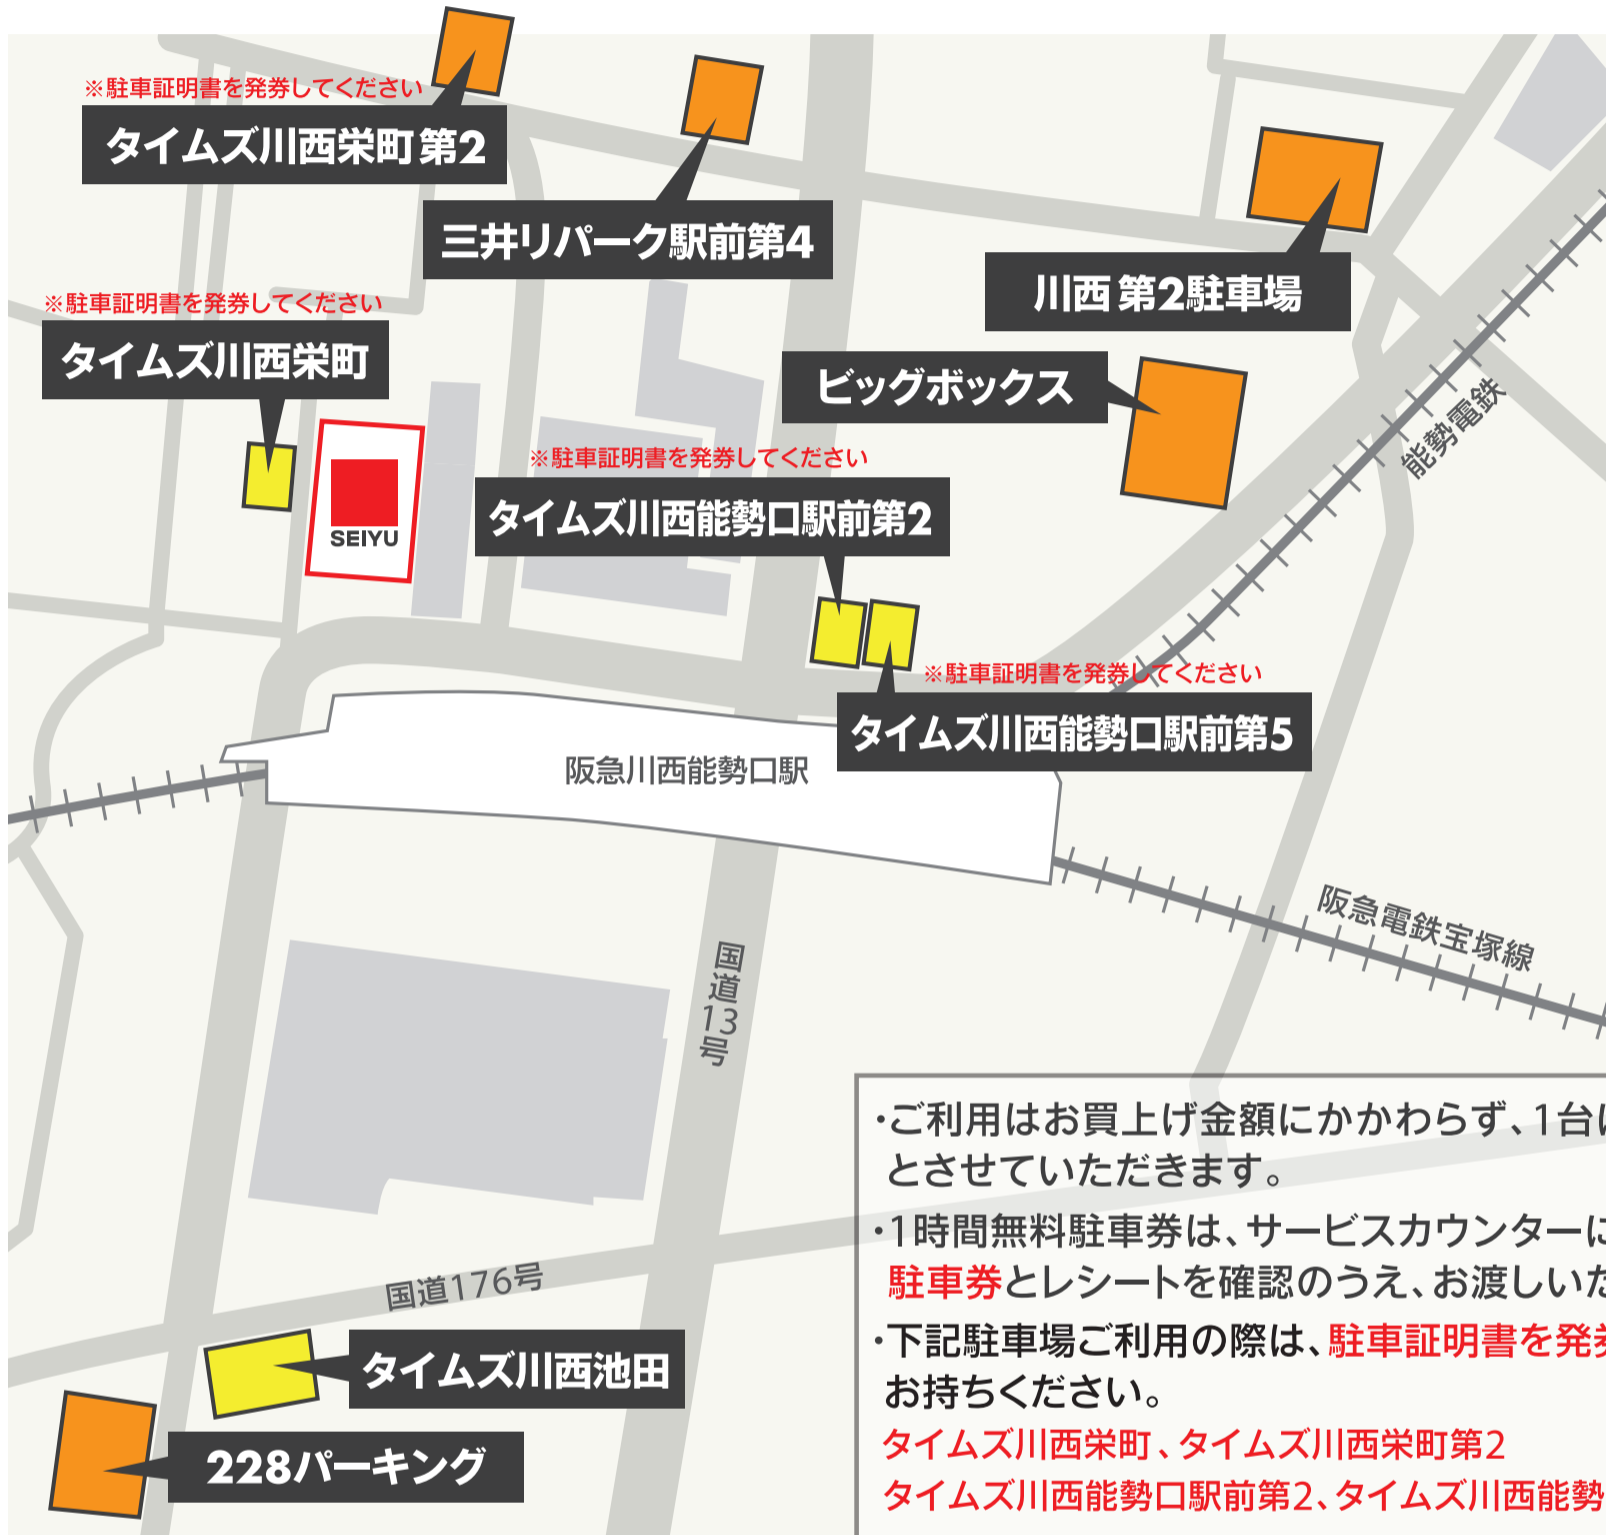 ※駐車証明書を発券してください
タイムズ川西栄町第2
三井リパーク駅前第4
川西第2駐車場
※駐車証明書を発券してください
タイムズ川西栄町
ビッグボックス
能勢電鉄
SEIYU
※駐車証明書を発券してください
タイムズ川西能勢口駅前第2
※駐車証明書を発券してください
タイムズ川西能勢口駅前第5
阪急川西能勢口駅
阪急電鉄宝塚線
国道13号
・ご利用はお買上げ金額にかかわらず、1台に
とさせていただきます。
・1時間無料駐車券は、サービスカウンターに
駐車券とレシートを確認のうえ、お渡しいた
・下記駐車場ご利用の際は、駐車証明書を発券
お持ちください。
タイムズ川西栄町、タイムズ川西栄町第2
タイムズ川西能勢口駅前第2、タイムズ川西能勢
国道176号
タイムズ川西池田
228パーキング